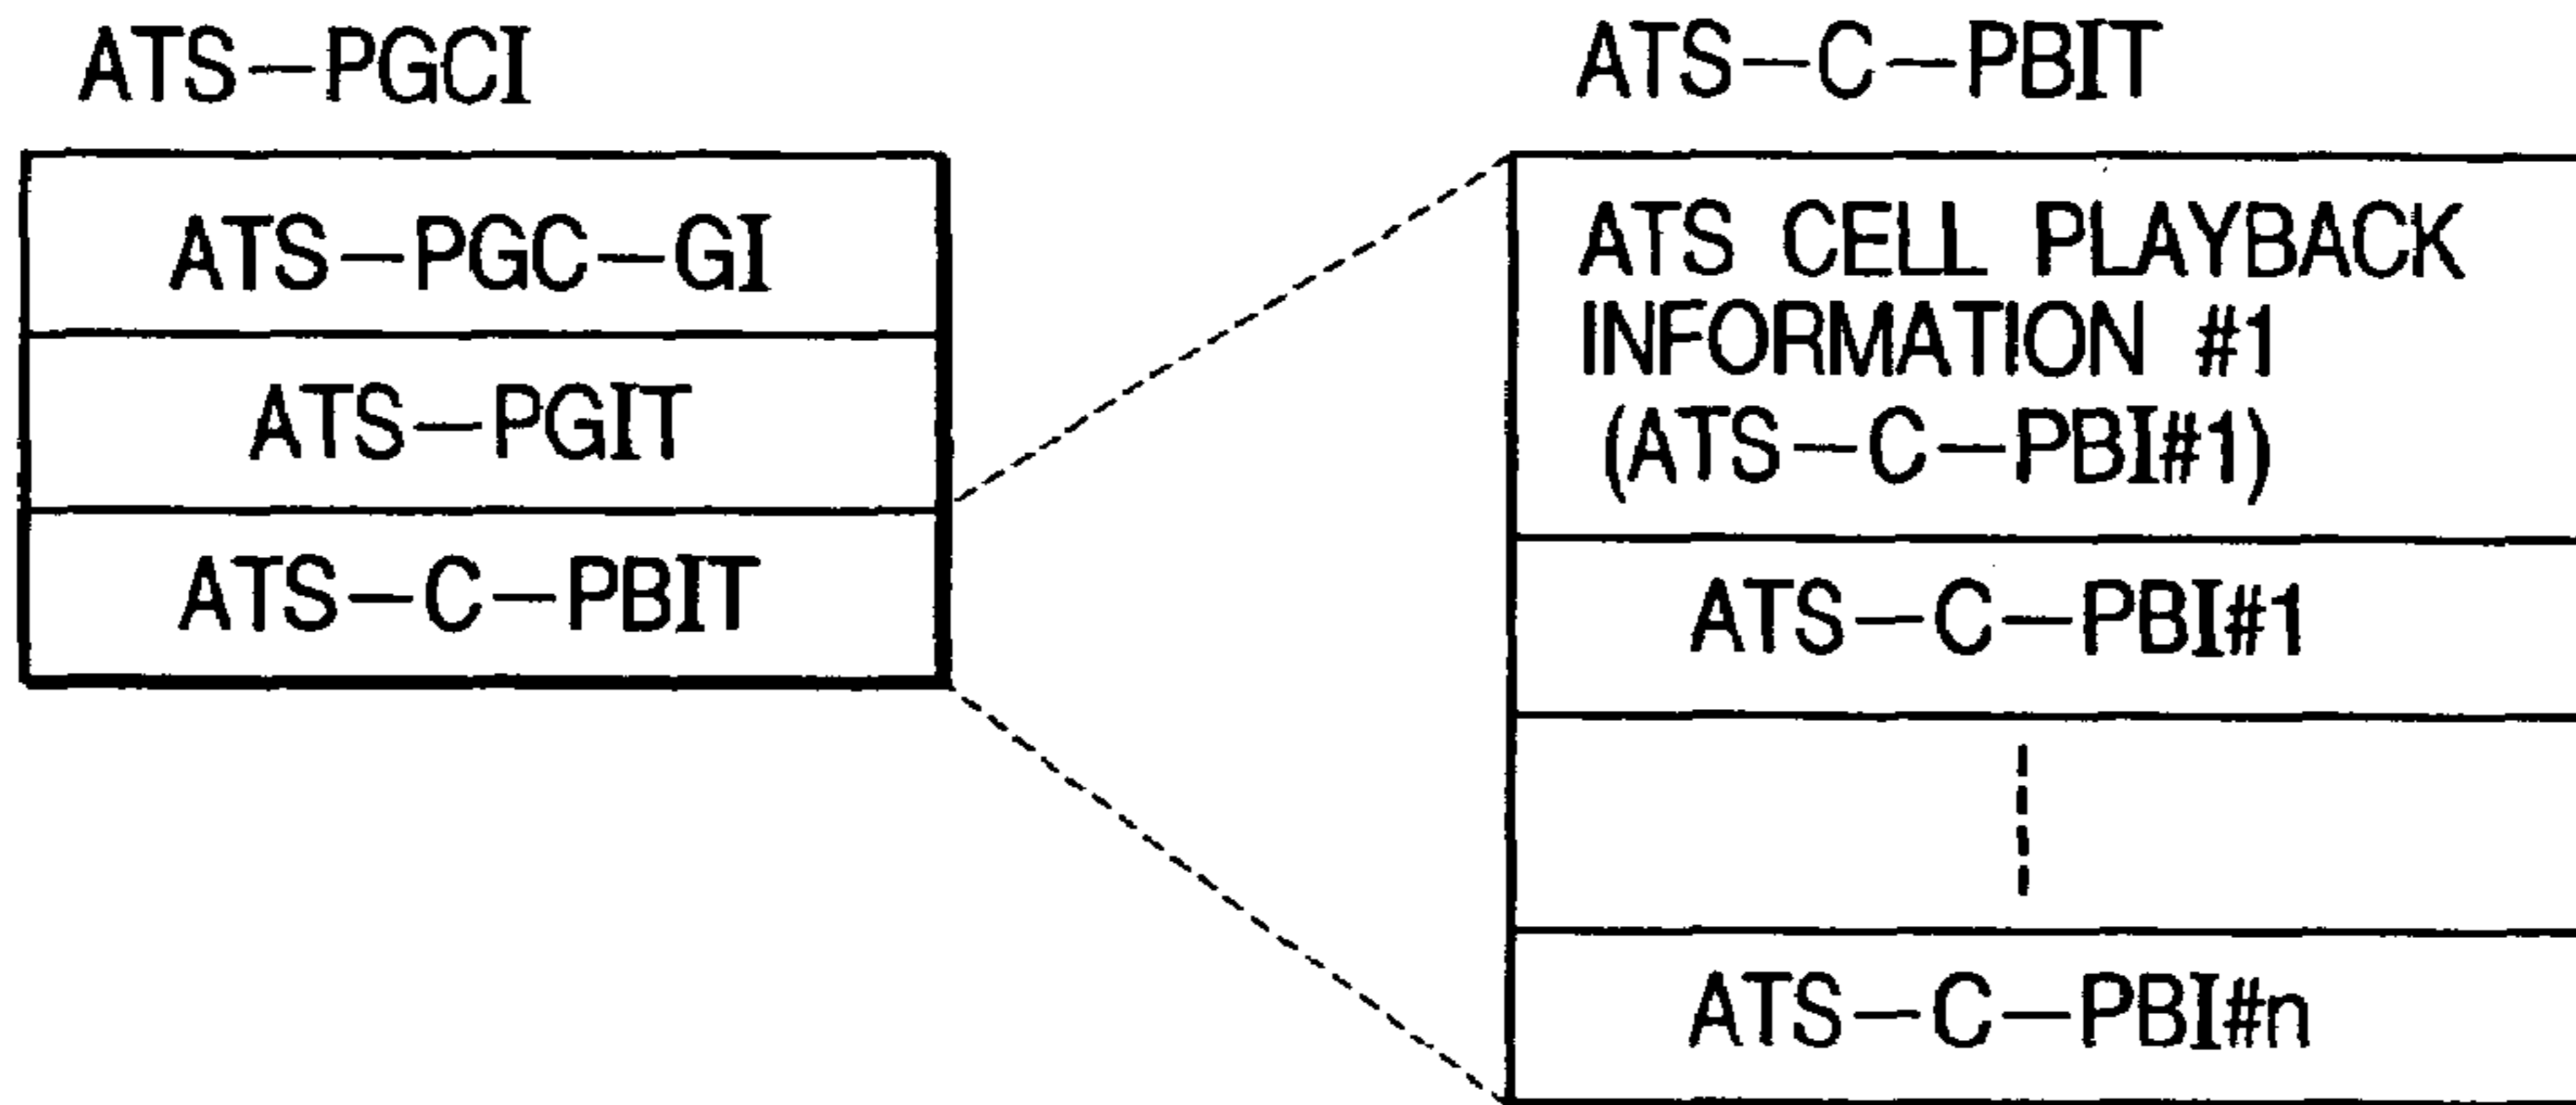 ATS-PGCI
ATS-PGC-GI
ATS-PGIT
ATS-C-PBIT
ATS-C-PBIT
ATS CELL PLAYBACK
INFORMATION #1
(ATS-C-PBI#1)
ATS-C-PBI#1
ATS-C-PBI#n